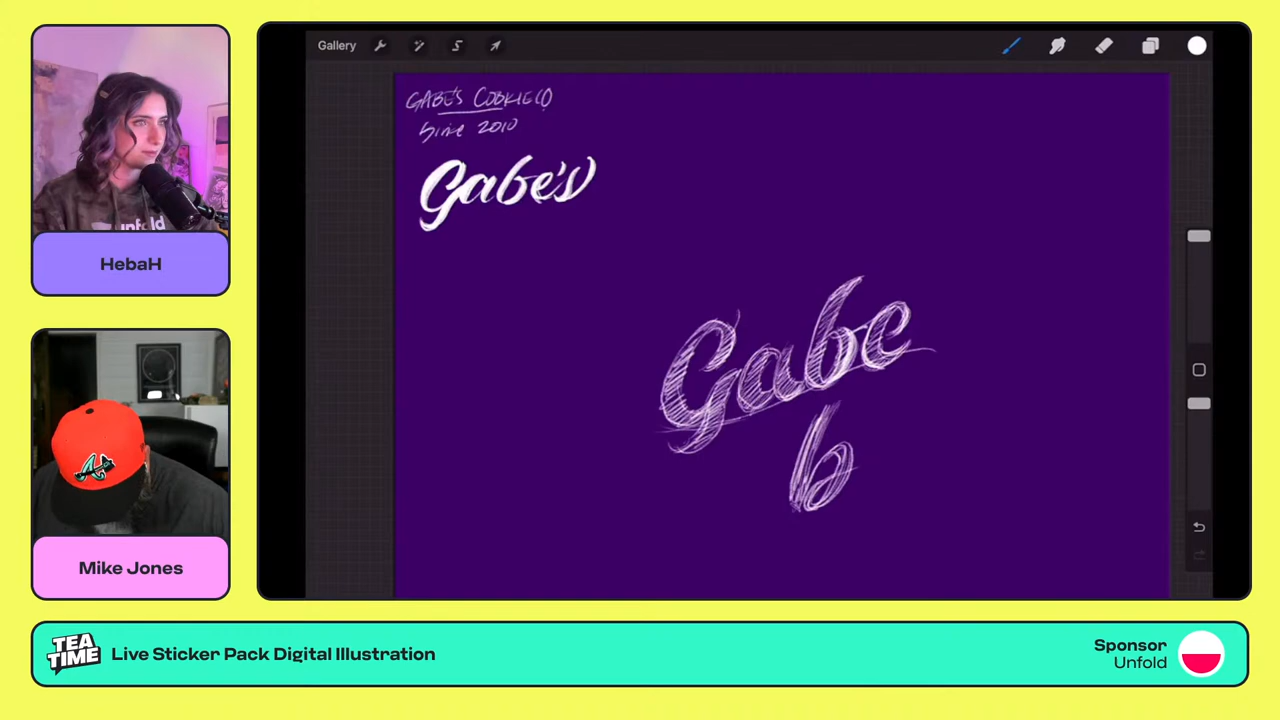 Gallery
GABE'S COOKIE CO
Since 2010
Gabe's
Gabe
b
unfold
HebaH
A
Mike Jones
TEA
TIME
Live Sticker Pack Digital Illustration
Sponsor
Unfold